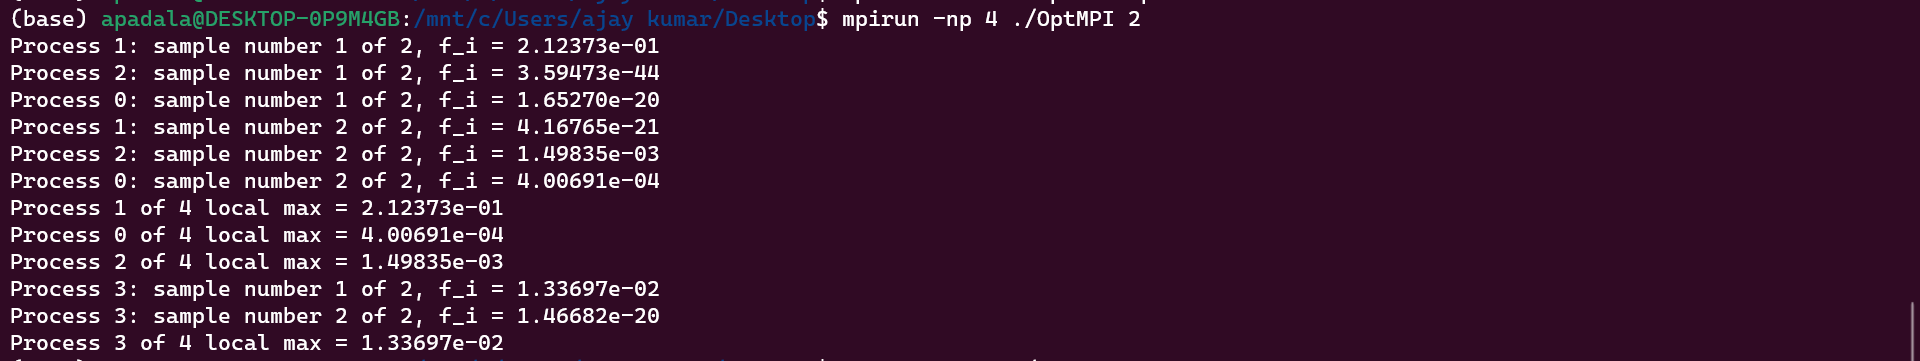 (base) apadala@DESKTOP-0P9M4GB:/mnt/c/Users/ajay kumar/Desktop$ mpirun -np 4 ./OptMPI 2
Process 1: sample number 1 of 2, f_i = 2.12373e-01
Process 2: sample number 1 of 2, f_i = 3.59473e-44
Process 0: sample number 1 of 2, f_i = 1.65270e-20
Process 1: sample number 2 of 2, f_i = 4.16765e-21
Process 2: sample number 2 of 2, f_i = 1.49835e-03
Process 0: sample number 2 of 2, f_i = 4.00691e-04
Process 1 of 4 local max = 2.12373e-01
Process 0 of 4 local max = 4.00691e-04
Process 2 of 4 local max = 1.49835e-03
Process 3: sample number 1 of 2, f_i = 1.33697e-02
Process 3: sample number 2 of 2, f_i = 1.46682e-20
Process 3 of 4 local max = 1.33697e-02